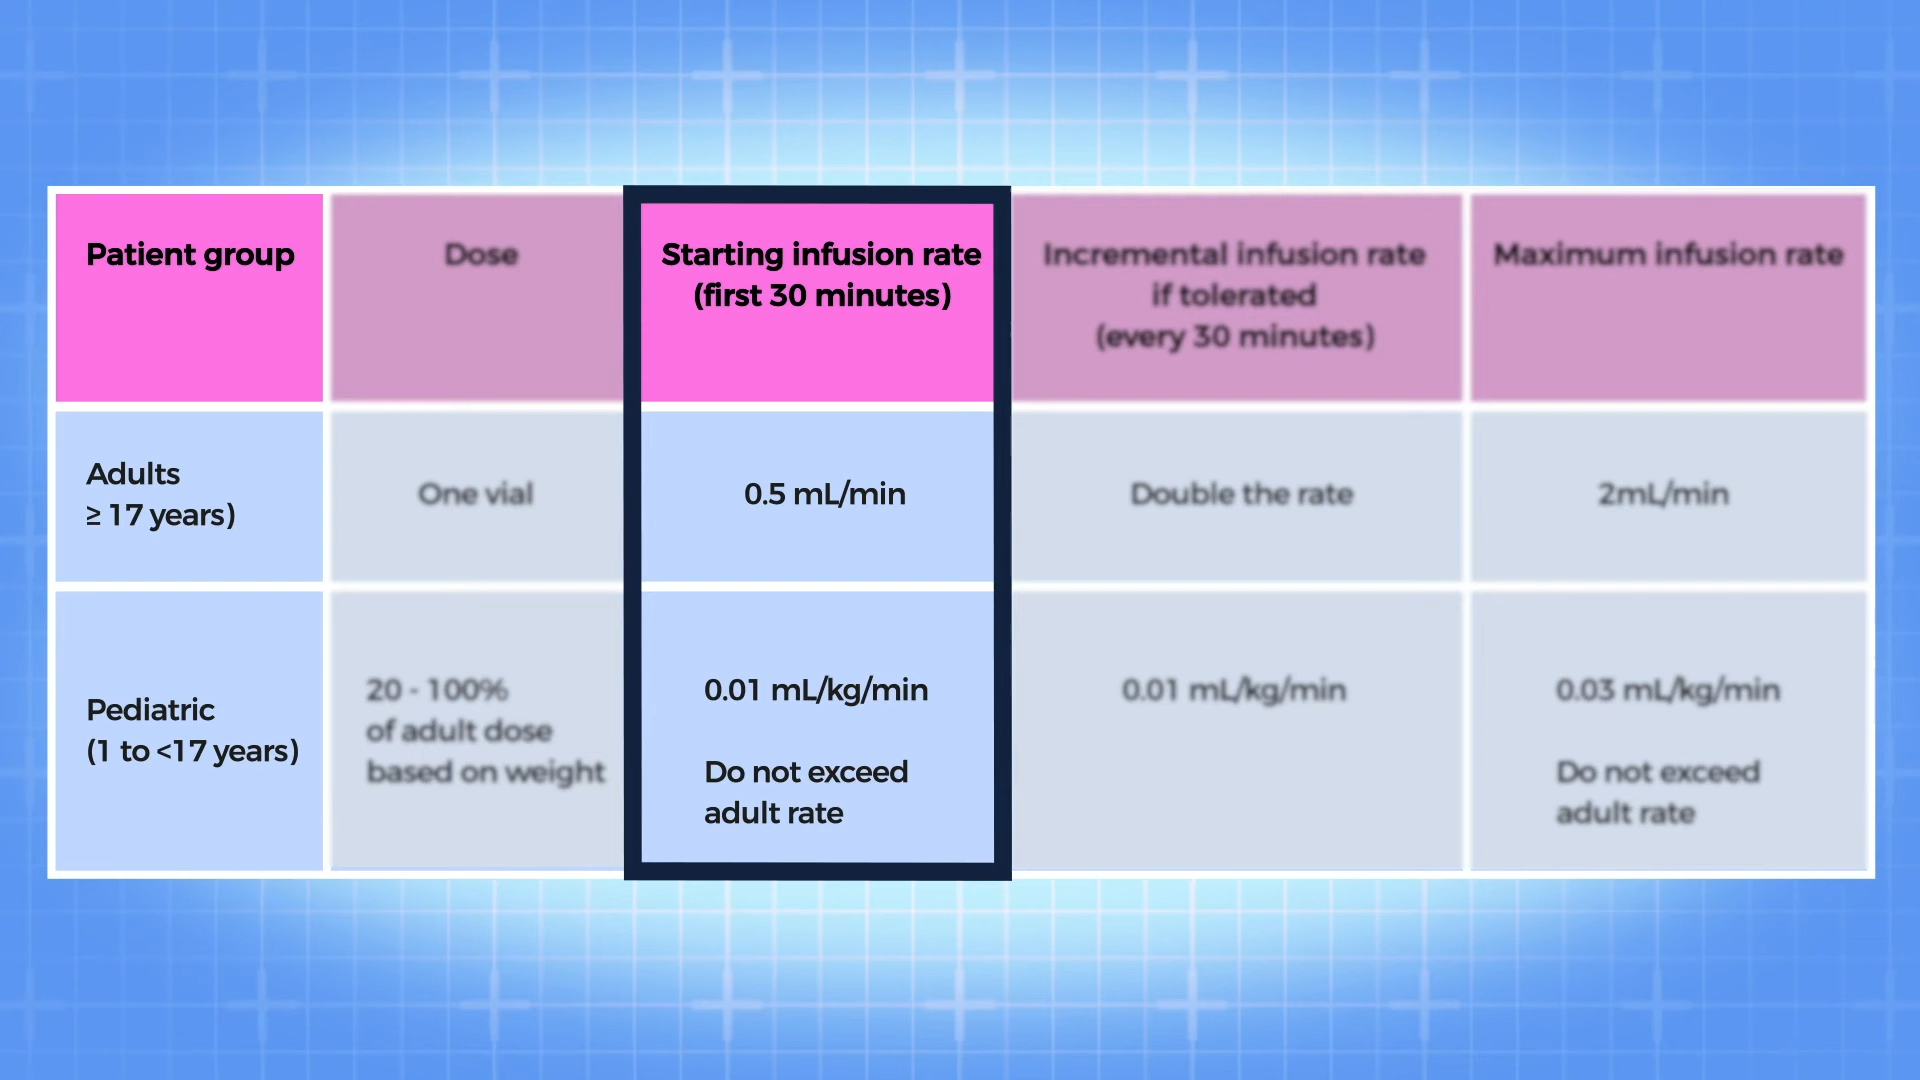 Patient group
Dose
Starting infusion rate
(first 30 minutes)
Incremental infusion rate
if tolerated
(every 30 minutes)
Maximum infusion rate
Adults
≥ 17 years)
One vial
0.5 mL/min
Double the rate
2mL/min
Pediatric
(1 to <17 years)
20 - 100%
of adult dose
based on weight
0.01 mL/kg/min
Do not exceed
adult rate
0.01 mL/kg/min
0.03 mL/kg/min
Do not exceed
adult rate